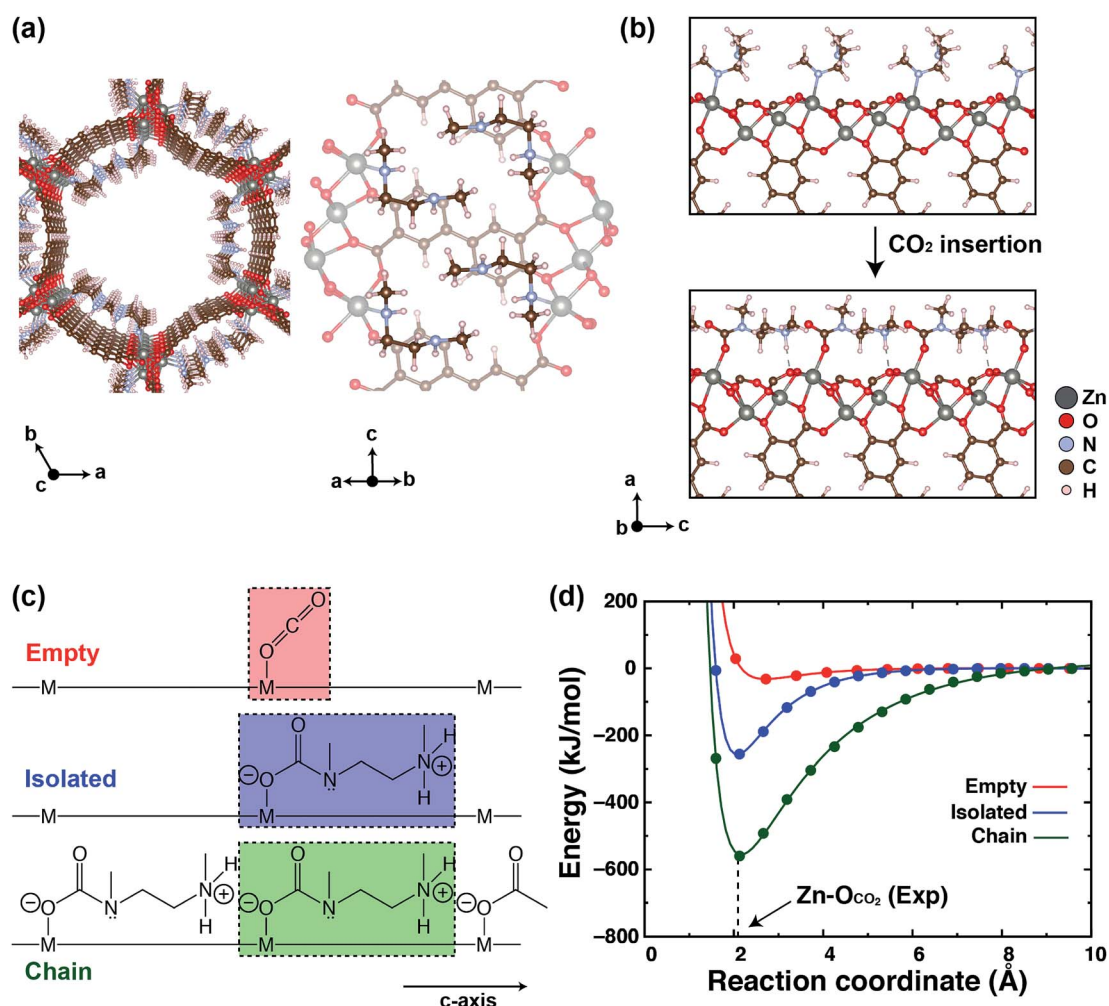 (a)
b
c
a
c
a
b
(b)
CO₂ insertion
a
b
c
Zn
O
N
C
H
(c)
Empty
O
C
O
M
M
M
Isolated
O
H
⊖O
N
N
⊕
H
M
M
M
Chain
O
H
O
H
O
⊖O
N
N
⊕
⊖O
N
N
⊕
⊖O
H
H
M
M
M
c-axis
(d)
Energy (kJ/mol)
200
0
−200
−400
−600
−800
Empty
Isolated
Chain
Zn-OCO₂ (Exp)
0 2 4 6 8 10
Reaction coordinate (Å)